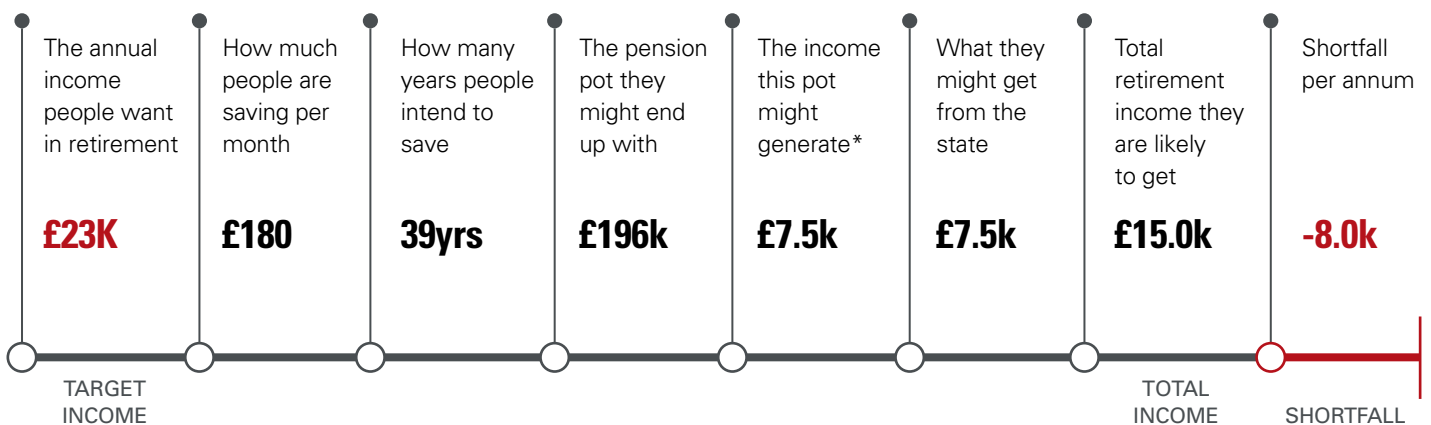 The annual
income
people want
in retirement
£23K
How much
people are
saving per
month
£180
How many
years people
intend to
save
39yrs
The pension
pot they
might end
up with
£196k
The income
this pot
might
generate*
£7.5k
What they
might get
from the
state
£7.5k
Total
retirement
income they
are likely
to get
£15.0k
Shortfall
per annum
-8.0k
TARGET
INCOME
TOTAL
INCOME
SHORTFALL